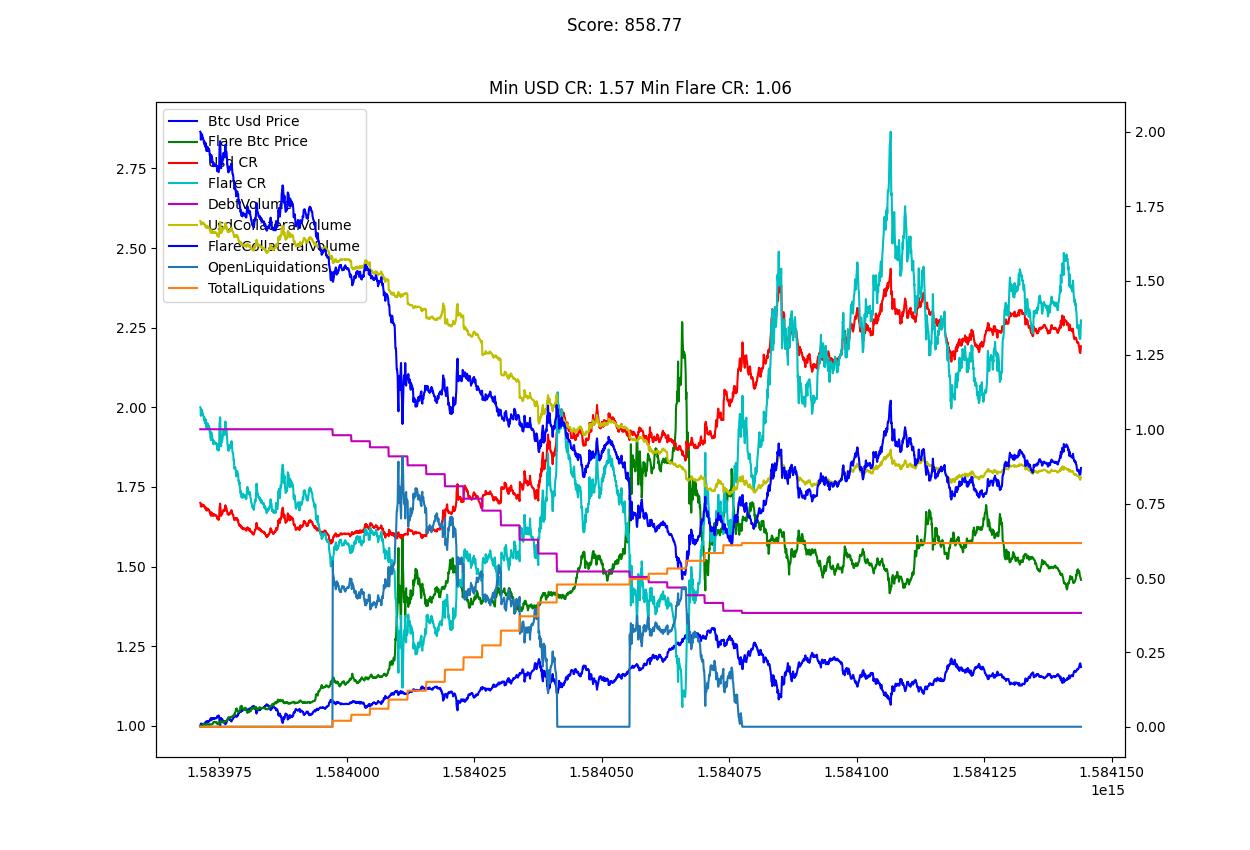 Score: 858.77
Min USD CR: 1.57 Min Flare CR: 1.06
Btc Usd Price
Flare Btc Price
Usd CR
Flare CR
DebtVolume
UsdCollateralVolume
FlareCollateralVolume
OpenLiquidations
TotalLiquidations
2.75
2.50
2.25
2.00
1.75
1.50
1.25
1.00
2.00
1.75
1.50
1.25
1.00
0.75
0.50
0.25
0.00
1.583975
1.584000
1.584025
1.584050
1.584075
1.584100
1.584125
1.584150
1e15